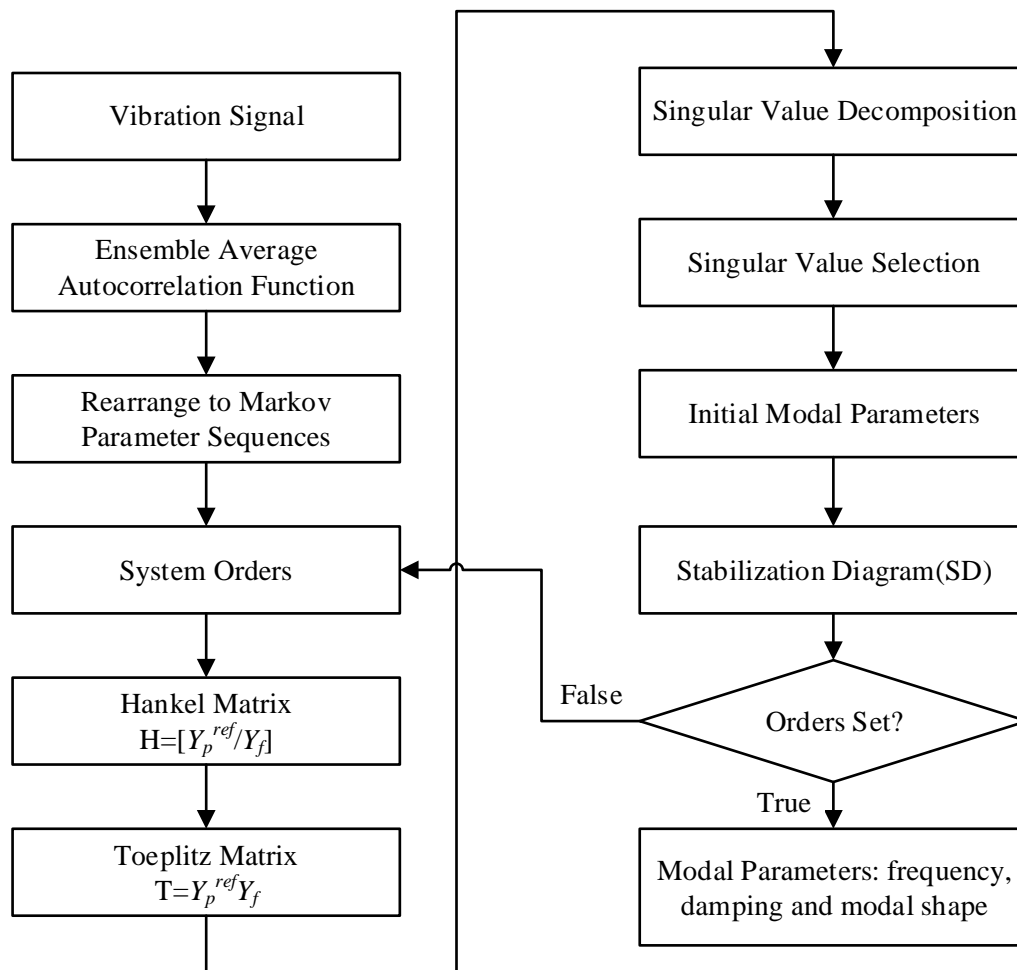 Vibration Signal
Ensemble Average
Autocorrelation Function
Rearrange to Markov
Parameter Sequences
System Orders
Hankel Matrix
H=[Y_p^ref/Y_f]
Toeplitz Matrix
T=Y_p^ref Y_f
Singular Value Decomposition
Singular Value Selection
Initial Modal Parameters
Stabilization Diagram(SD)
False
Orders Set?
True
Modal Parameters: frequency,
damping and modal shape